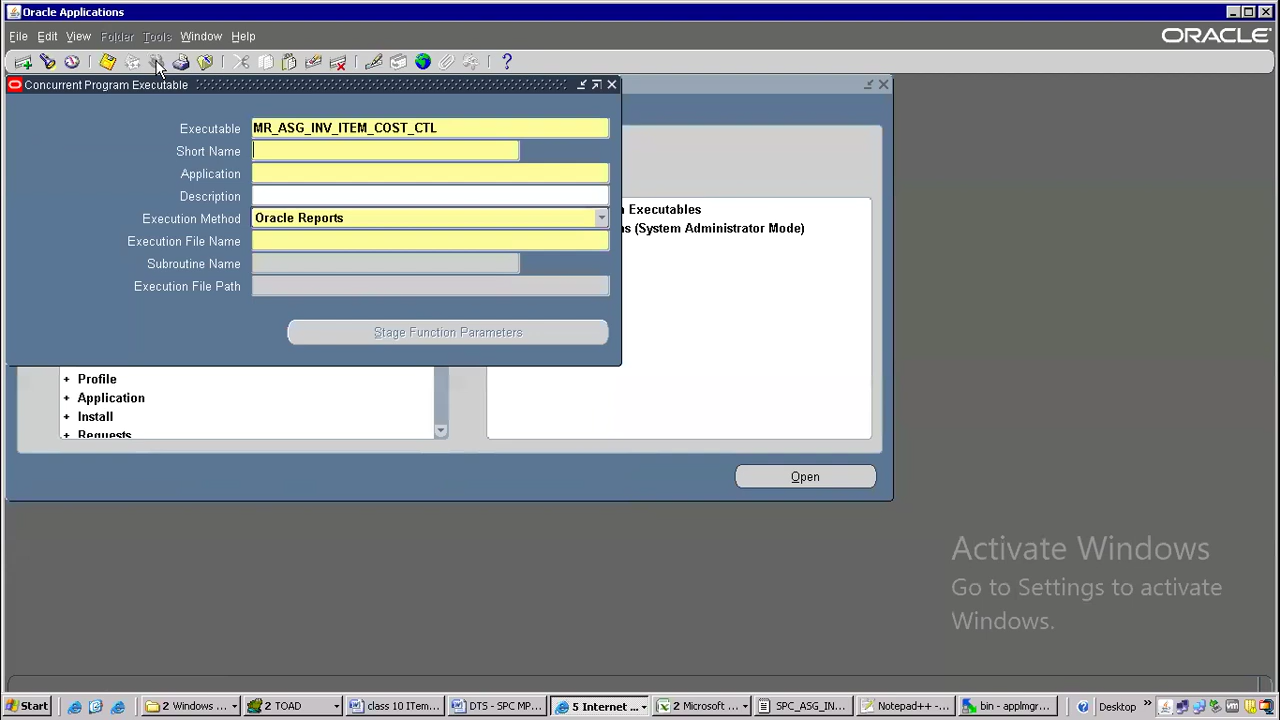 Oracle Applications
File Edit View Folder Tools Window Help
ORACLE
Concurrent Program Executable
Executable MR_ASG_INV_ITEM_COST_CTL
Short Name
Application
Description
Execution Method Oracle Reports
Execution File Name
Subroutine Name
Execution File Path
Stage Function Parameters
Executables
(System Administrator Mode)
+ Profile
+ Application
+ Install
+ Requests
Open
Activate Windows
Go to Settings to activate
Windows.
Start 2 Windows ... TOAD class 10 ITem... DTS - SPC MP... 5 Internet ... 2 Microsoft ... SPC_ASG_IN... Notepad++ -... bin - applmgr... Desktop